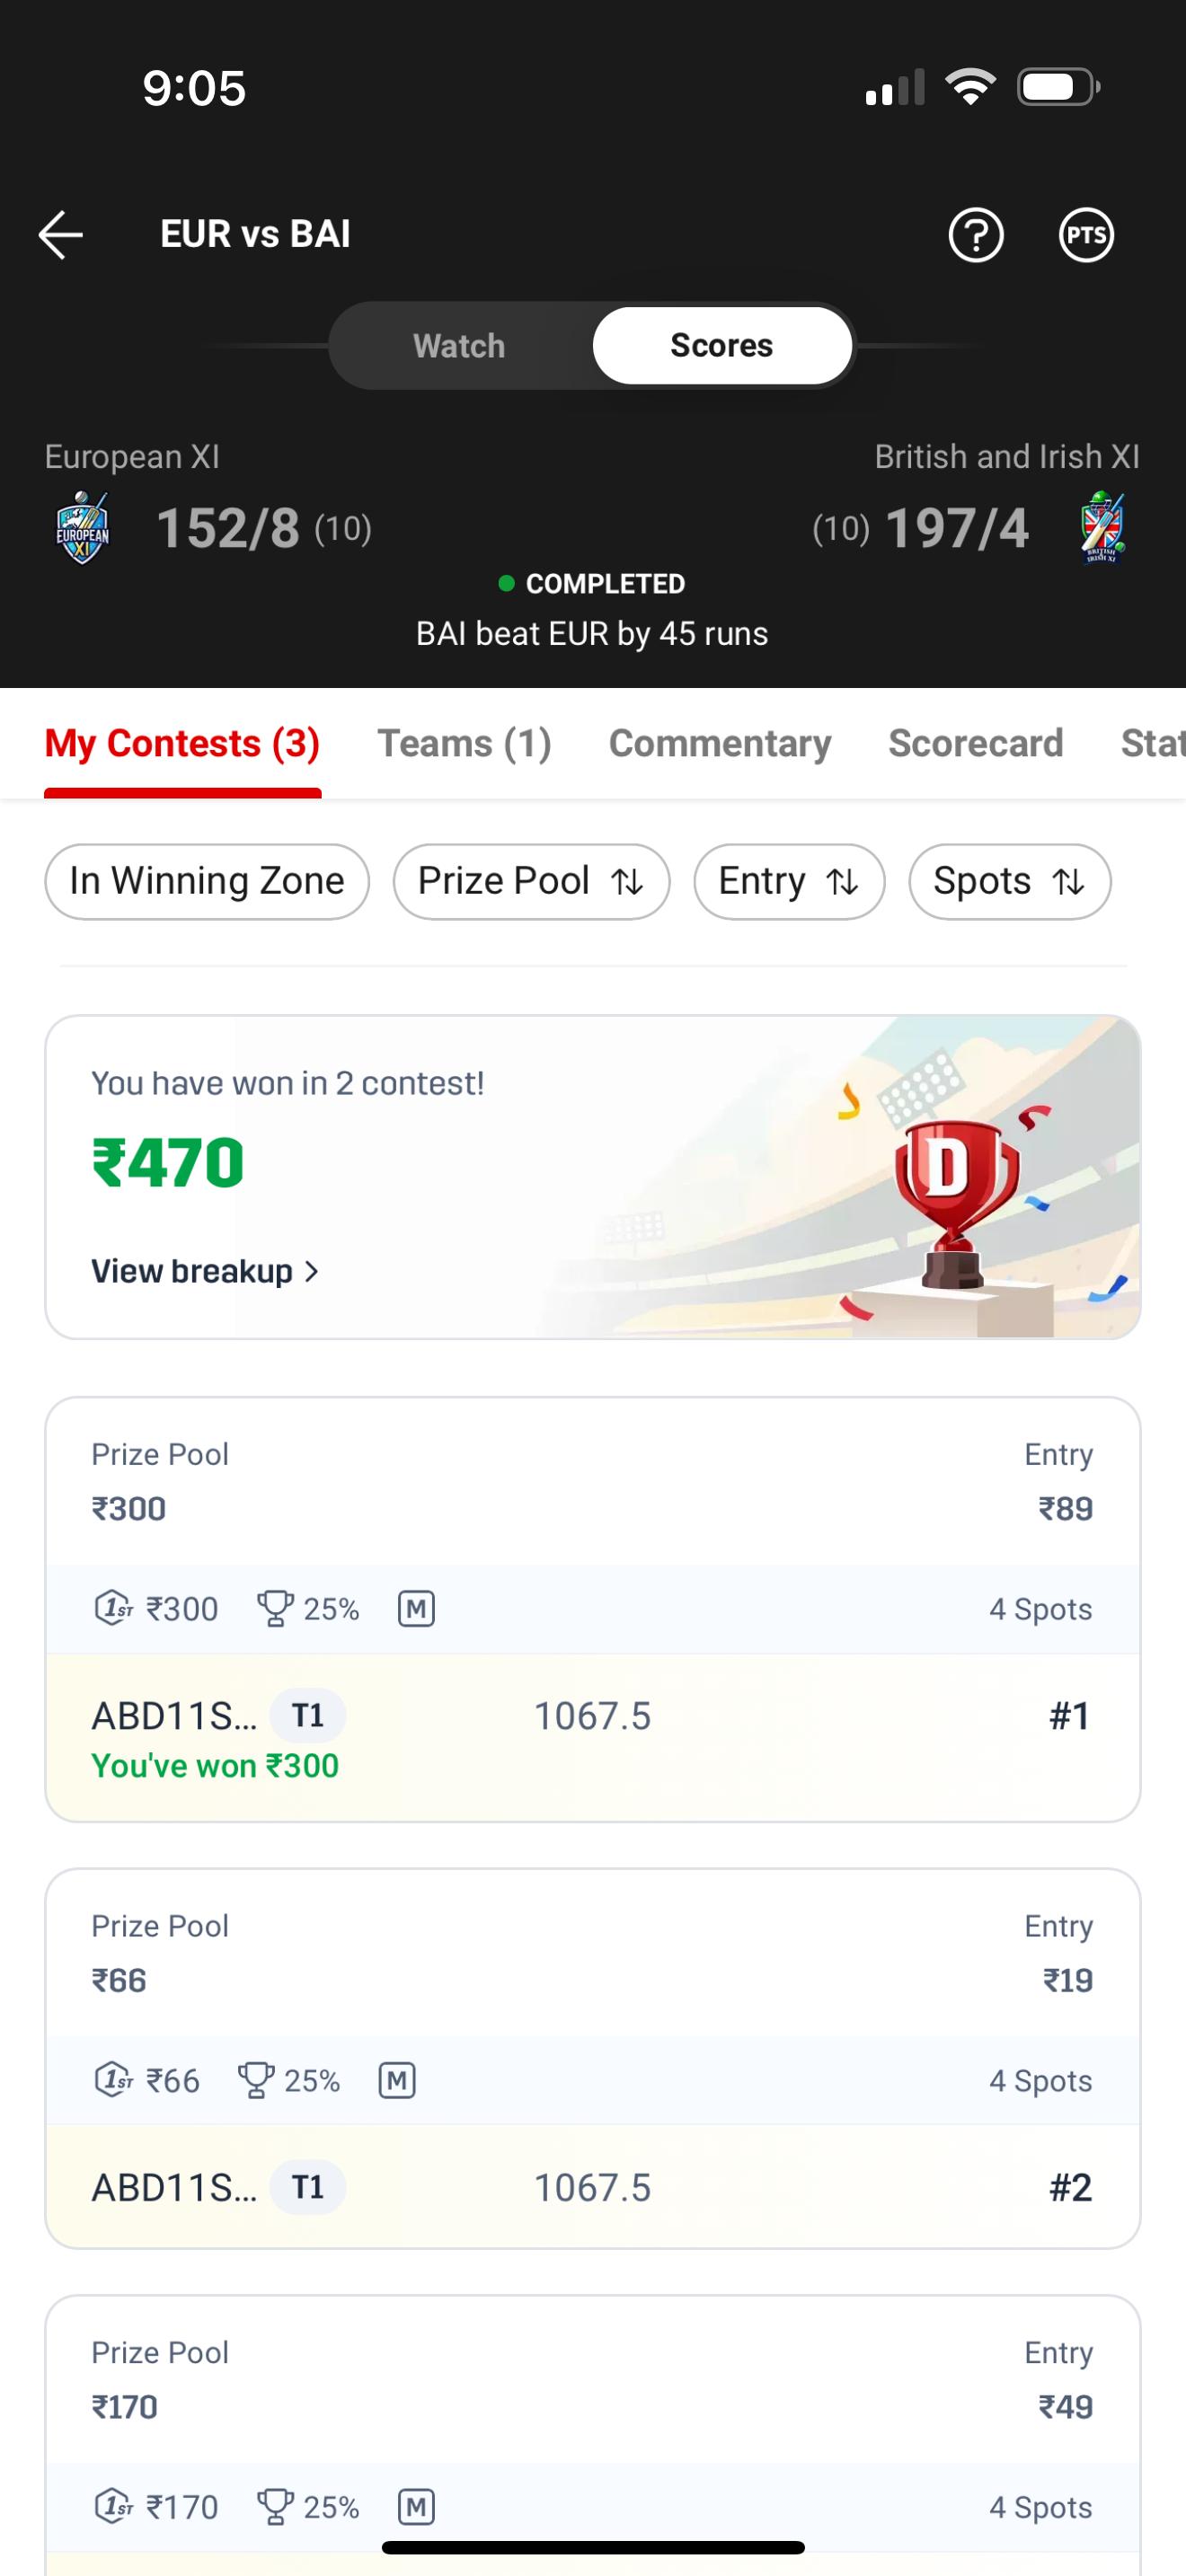 9:05
EUR vs BAI
PTS
Watch Scores
European XI British and Irish XI
EUROPEAN XI 152/8 (10) (10) 197/4 BRITISH IRISH XI
COMPLETED
BAI beat EUR by 45 runs
My Contests (3) Teams (1) Commentary Scorecard Stat
In Winning Zone Prize Pool Entry Spots
You have won in 2 contest!
₹470
View breakup
D
Prize Pool Entry
₹300 ₹89
1ST ₹300 25% M 4 Spots
ABD11S... T1 1067.5 #1
You've won ₹300
Prize Pool Entry
₹66 ₹19
1ST ₹66 25% M 4 Spots
ABD11S... T1 1067.5 #2
Prize Pool Entry
₹170 ₹49
1ST ₹170 25% M 4 Spots